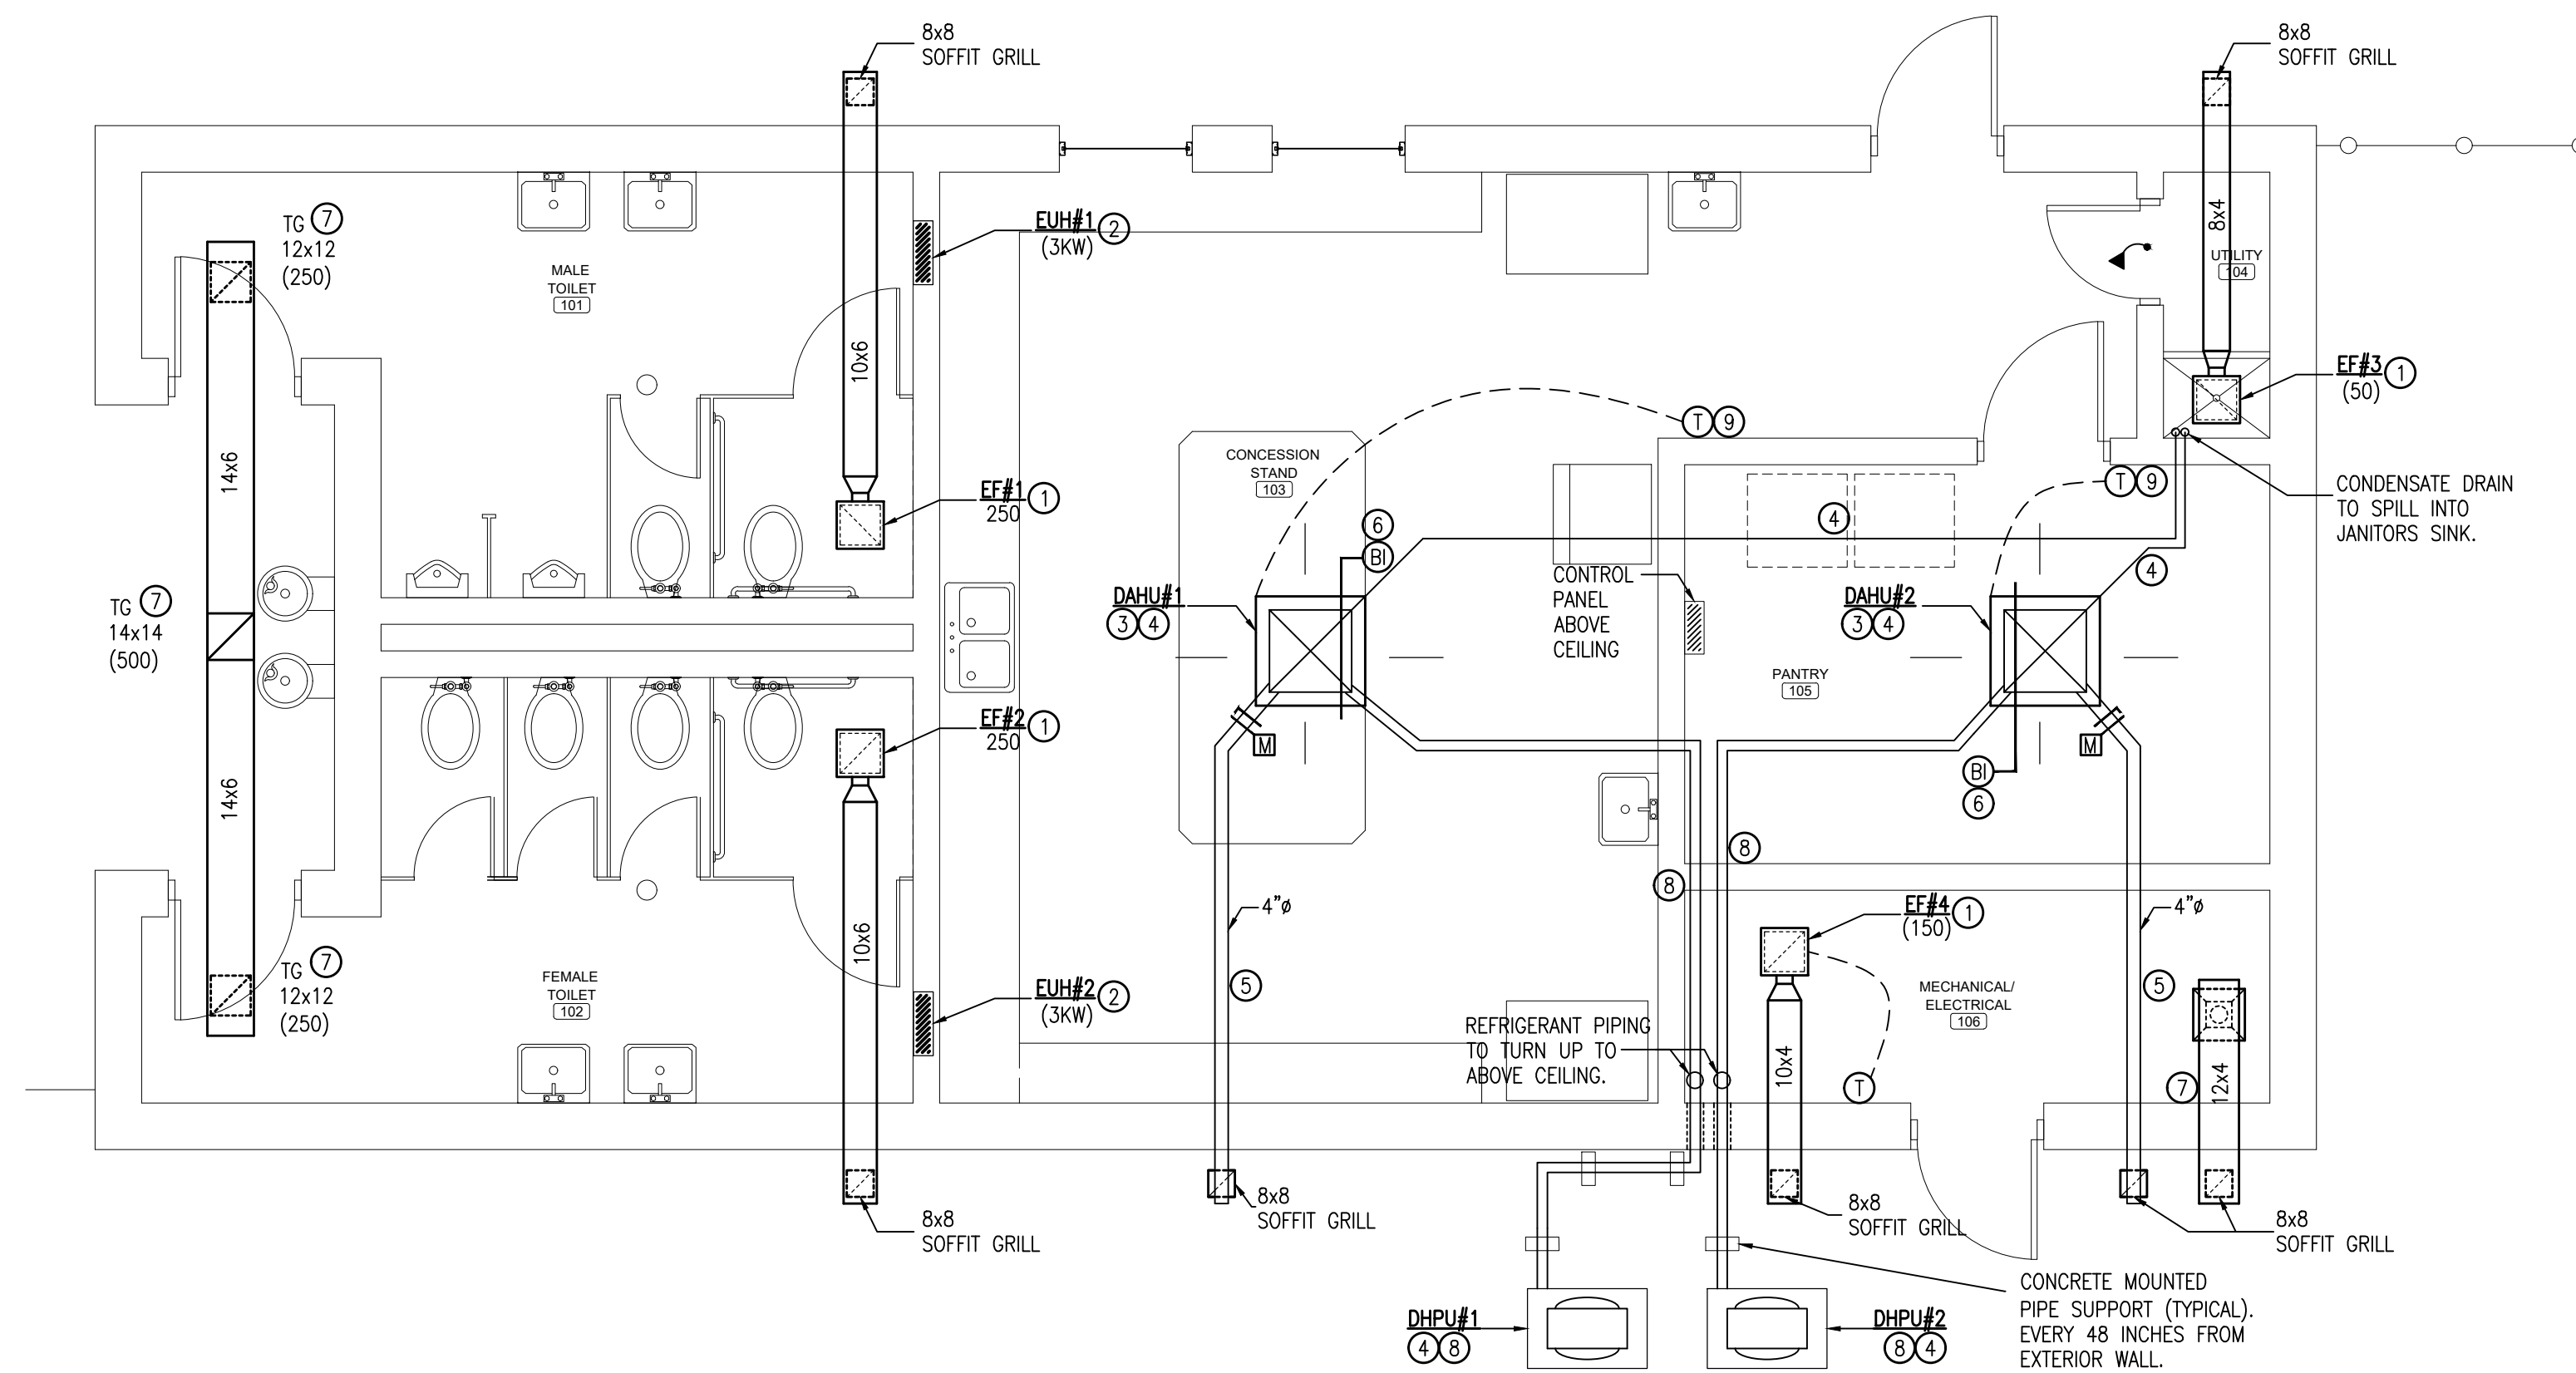 8x8
SOFFIT GRILL
8x8
SOFFIT GRILL
TG 7
12x12
(250)
MALE
TOILET
101
EUH#1 2
(3KW)
10x6
8x4
UTILITY
104
EF#3 1
(50)
14x6
EF#1 1
250
CONCESSION
STAND
103
T 9
T 9
CONDENSATE DRAIN
TO SPILL INTO
JANITORS SINK.
6
BI
4
4
CONTROL
PANEL
ABOVE
CEILING
DAHU#1
3 4
DAHU#2
3 4
TG 7
14x14
(500)
PANTRY
105
EF#2 1
250
M
M
BI
6
14x6
8
8
10x6
4"ø
4"ø
EF#4 1
(150)
TG 7
12x12
(250)
FEMALE
TOILET
102
EUH#2 2
(3KW)
5
5
MECHANICAL/
ELECTRICAL
106
REFRIGERANT PIPING
TO TURN UP TO
ABOVE CEILING.
10x4
T
7
12x4
8x8
SOFFIT GRILL
8x8
SOFFIT GRILL
8x8
SOFFIT GRILL
8x8
SOFFIT GRILL
DHPU#1
4 8
DHPU#2
8 4
CONCRETE MOUNTED
PIPE SUPPORT (TYPICAL).
EVERY 48 INCHES FROM
EXTERIOR WALL.